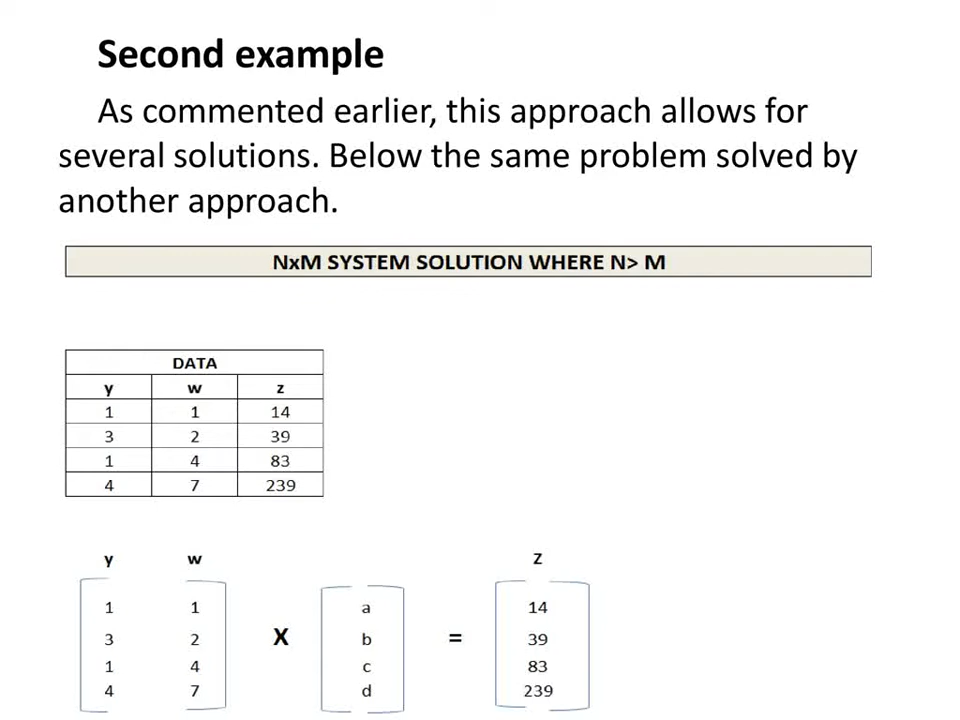 Second example
As commented earlier, this approach allows for
several solutions. Below the same problem solved by
another approach.
NxM SYSTEM SOLUTION WHERE N> M
DATA
y w z
1 1 14
3 2 39
1 4 83
4 7 239
y w Z
1 1 a 14
3 2 X b = 39
1 4 c 83
4 7 d 239